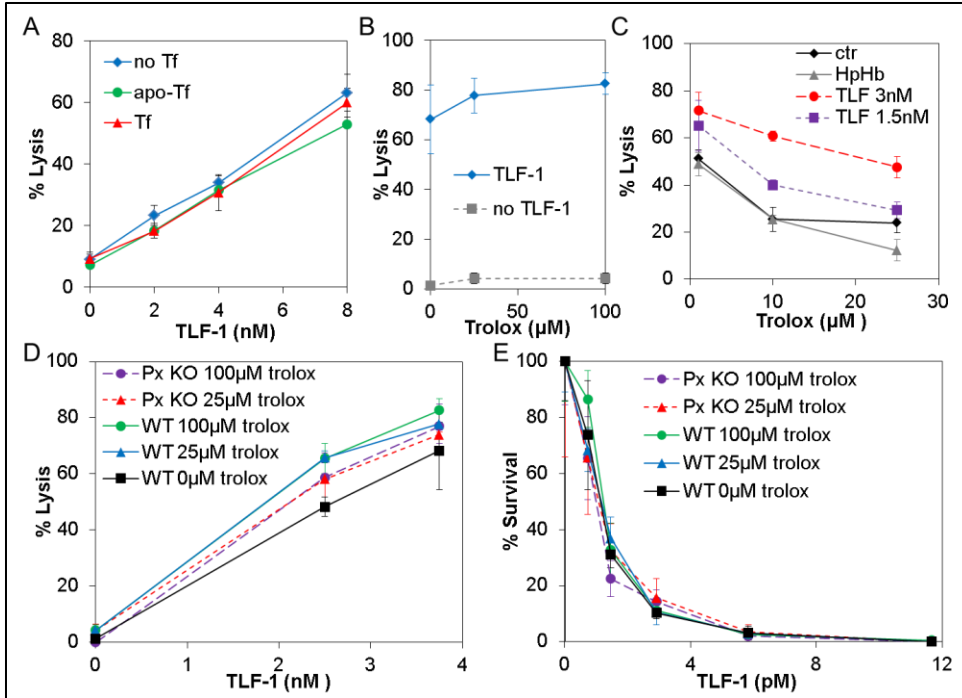 A
80
60
40
20
0
% Lysis
no Tf
apo-Tf
Tf
0 2 4 6 8
TLF-1 (nM)
B
100
80
60
40
20
0
% Lysis
TLF-1
no TLF-1
0 50 100
Trolox (µM)
C
100
80
60
40
20
0
% Lysis
ctr
HpHb
TLF 3nM
TLF 1.5nM
0 10 20 30
Trolox (µM )
D
100
80
60
40
20
0
% Lysis
Px KO 100µM trolox
Px KO 25µM trolox
WT 100µM trolox
WT 25µM trolox
WT 0µM trolox
0 1 2 3 4
TLF-1 (nM )
E
100
80
60
40
20
0
% Survival
Px KO 100µM trolox
Px KO 25µM trolox
WT 100µM trolox
WT 25µM trolox
WT 0µM trolox
0 4 8 12
TLF-1 (pM)